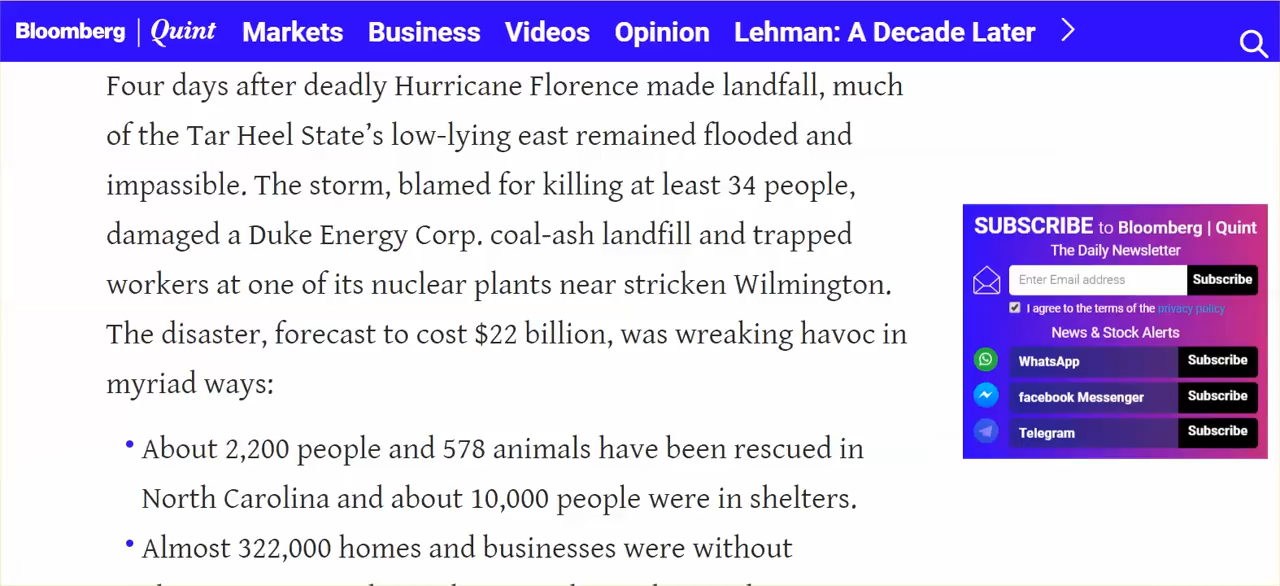 Bloomberg | Quint Markets Business Videos Opinion Lehman: A Decade Later
Four days after deadly Hurricane Florence made landfall, much
of the Tar Heel State’s low-lying east remained flooded and
impassible. The storm, blamed for killing at least 34 people,
damaged a Duke Energy Corp. coal-ash landfill and trapped
workers at one of its nuclear plants near stricken Wilmington.
The disaster, forecast to cost $22 billion, was wreaking havoc in
myriad ways:
• About 2,200 people and 578 animals have been rescued in
North Carolina and about 10,000 people were in shelters.
• Almost 322,000 homes and businesses were without
SUBSCRIBE to Bloomberg | Quint
The Daily Newsletter
Enter Email address Subscribe
I agree to the terms of the privacy policy
News & Stock Alerts
WhatsApp Subscribe
facebook Messenger Subscribe
Telegram Subscribe